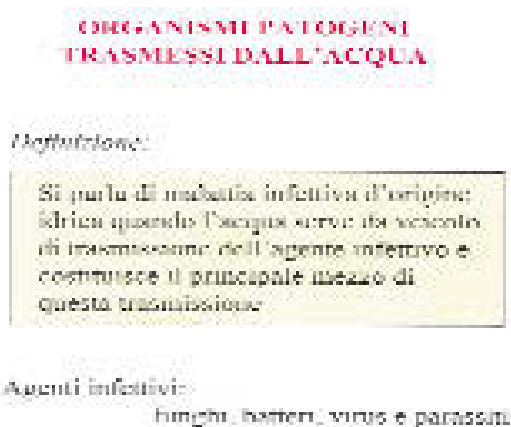 ORGANISMI PATOGENI
TRASMESSI DALL'ACQUA
Definizione:
Si parla di malattia infettiva d'origine
idrica quando l'acqua serve da veicolo
di trasmissione dell'agente infettivo e
costituisce il principale mezzo di
questa trasmissione
Agenti infettivi:
funghi, batteri, virus e parassiti